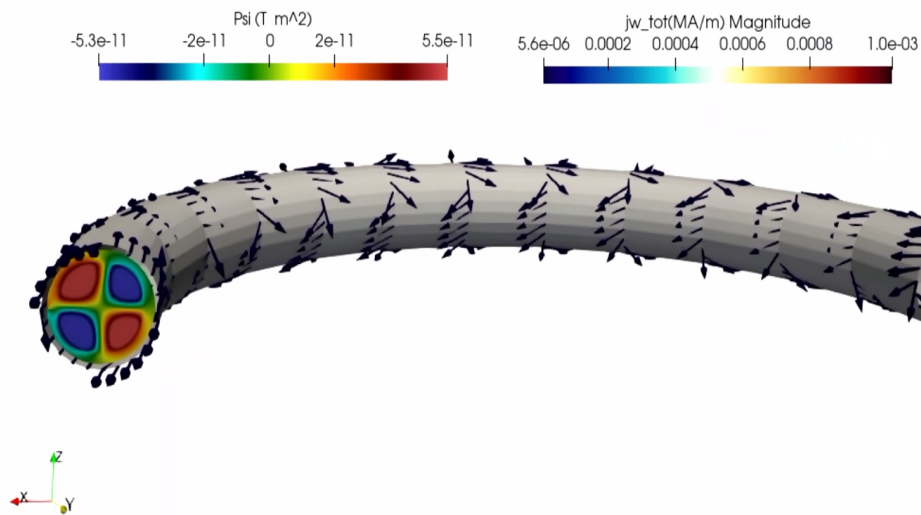 Psi (T m^2)
-5.3e-11 -2e-11 0 2e-11 5.5e-11
jw_tot(MA/m) Magnitude
5.6e-06 0.0002 0.0004 0.0006 0.0008 1.0e-03
Z
X
Y